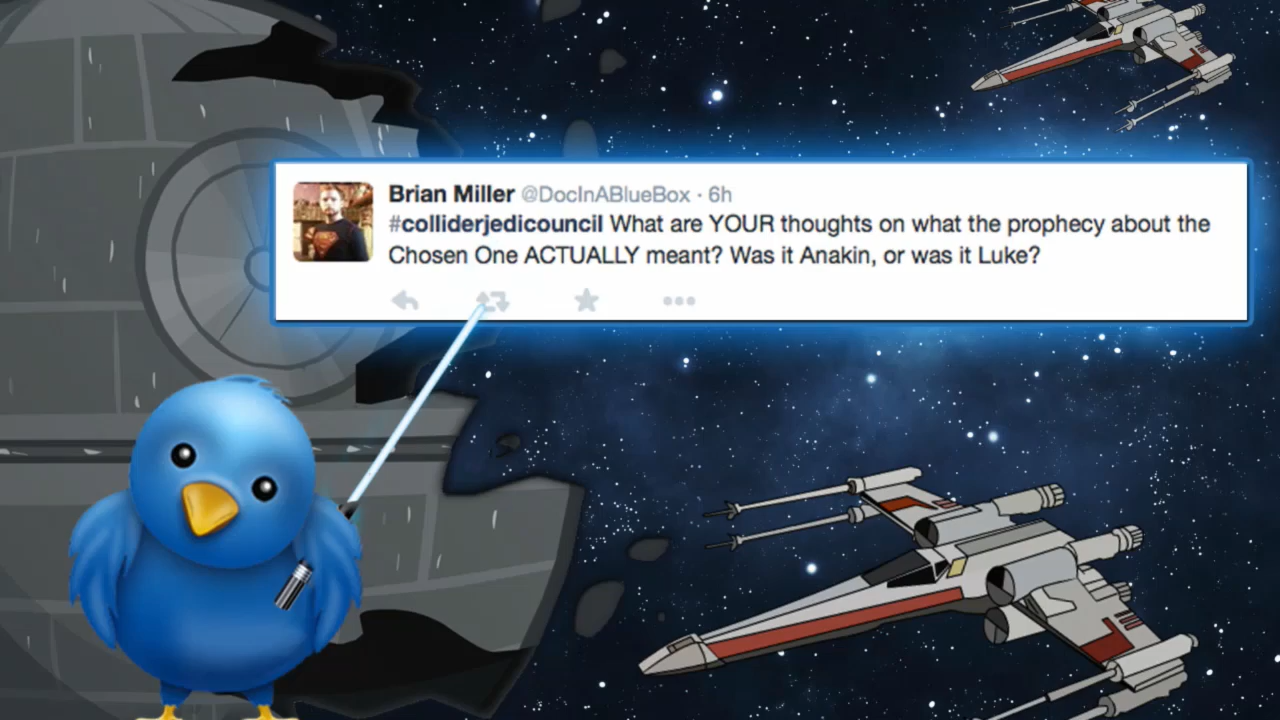 Brian Miller @DocInABlueBox · 6h
#colliderjedicouncil What are YOUR thoughts on what the prophecy about the
Chosen One ACTUALLY meant? Was it Anakin, or was it Luke?